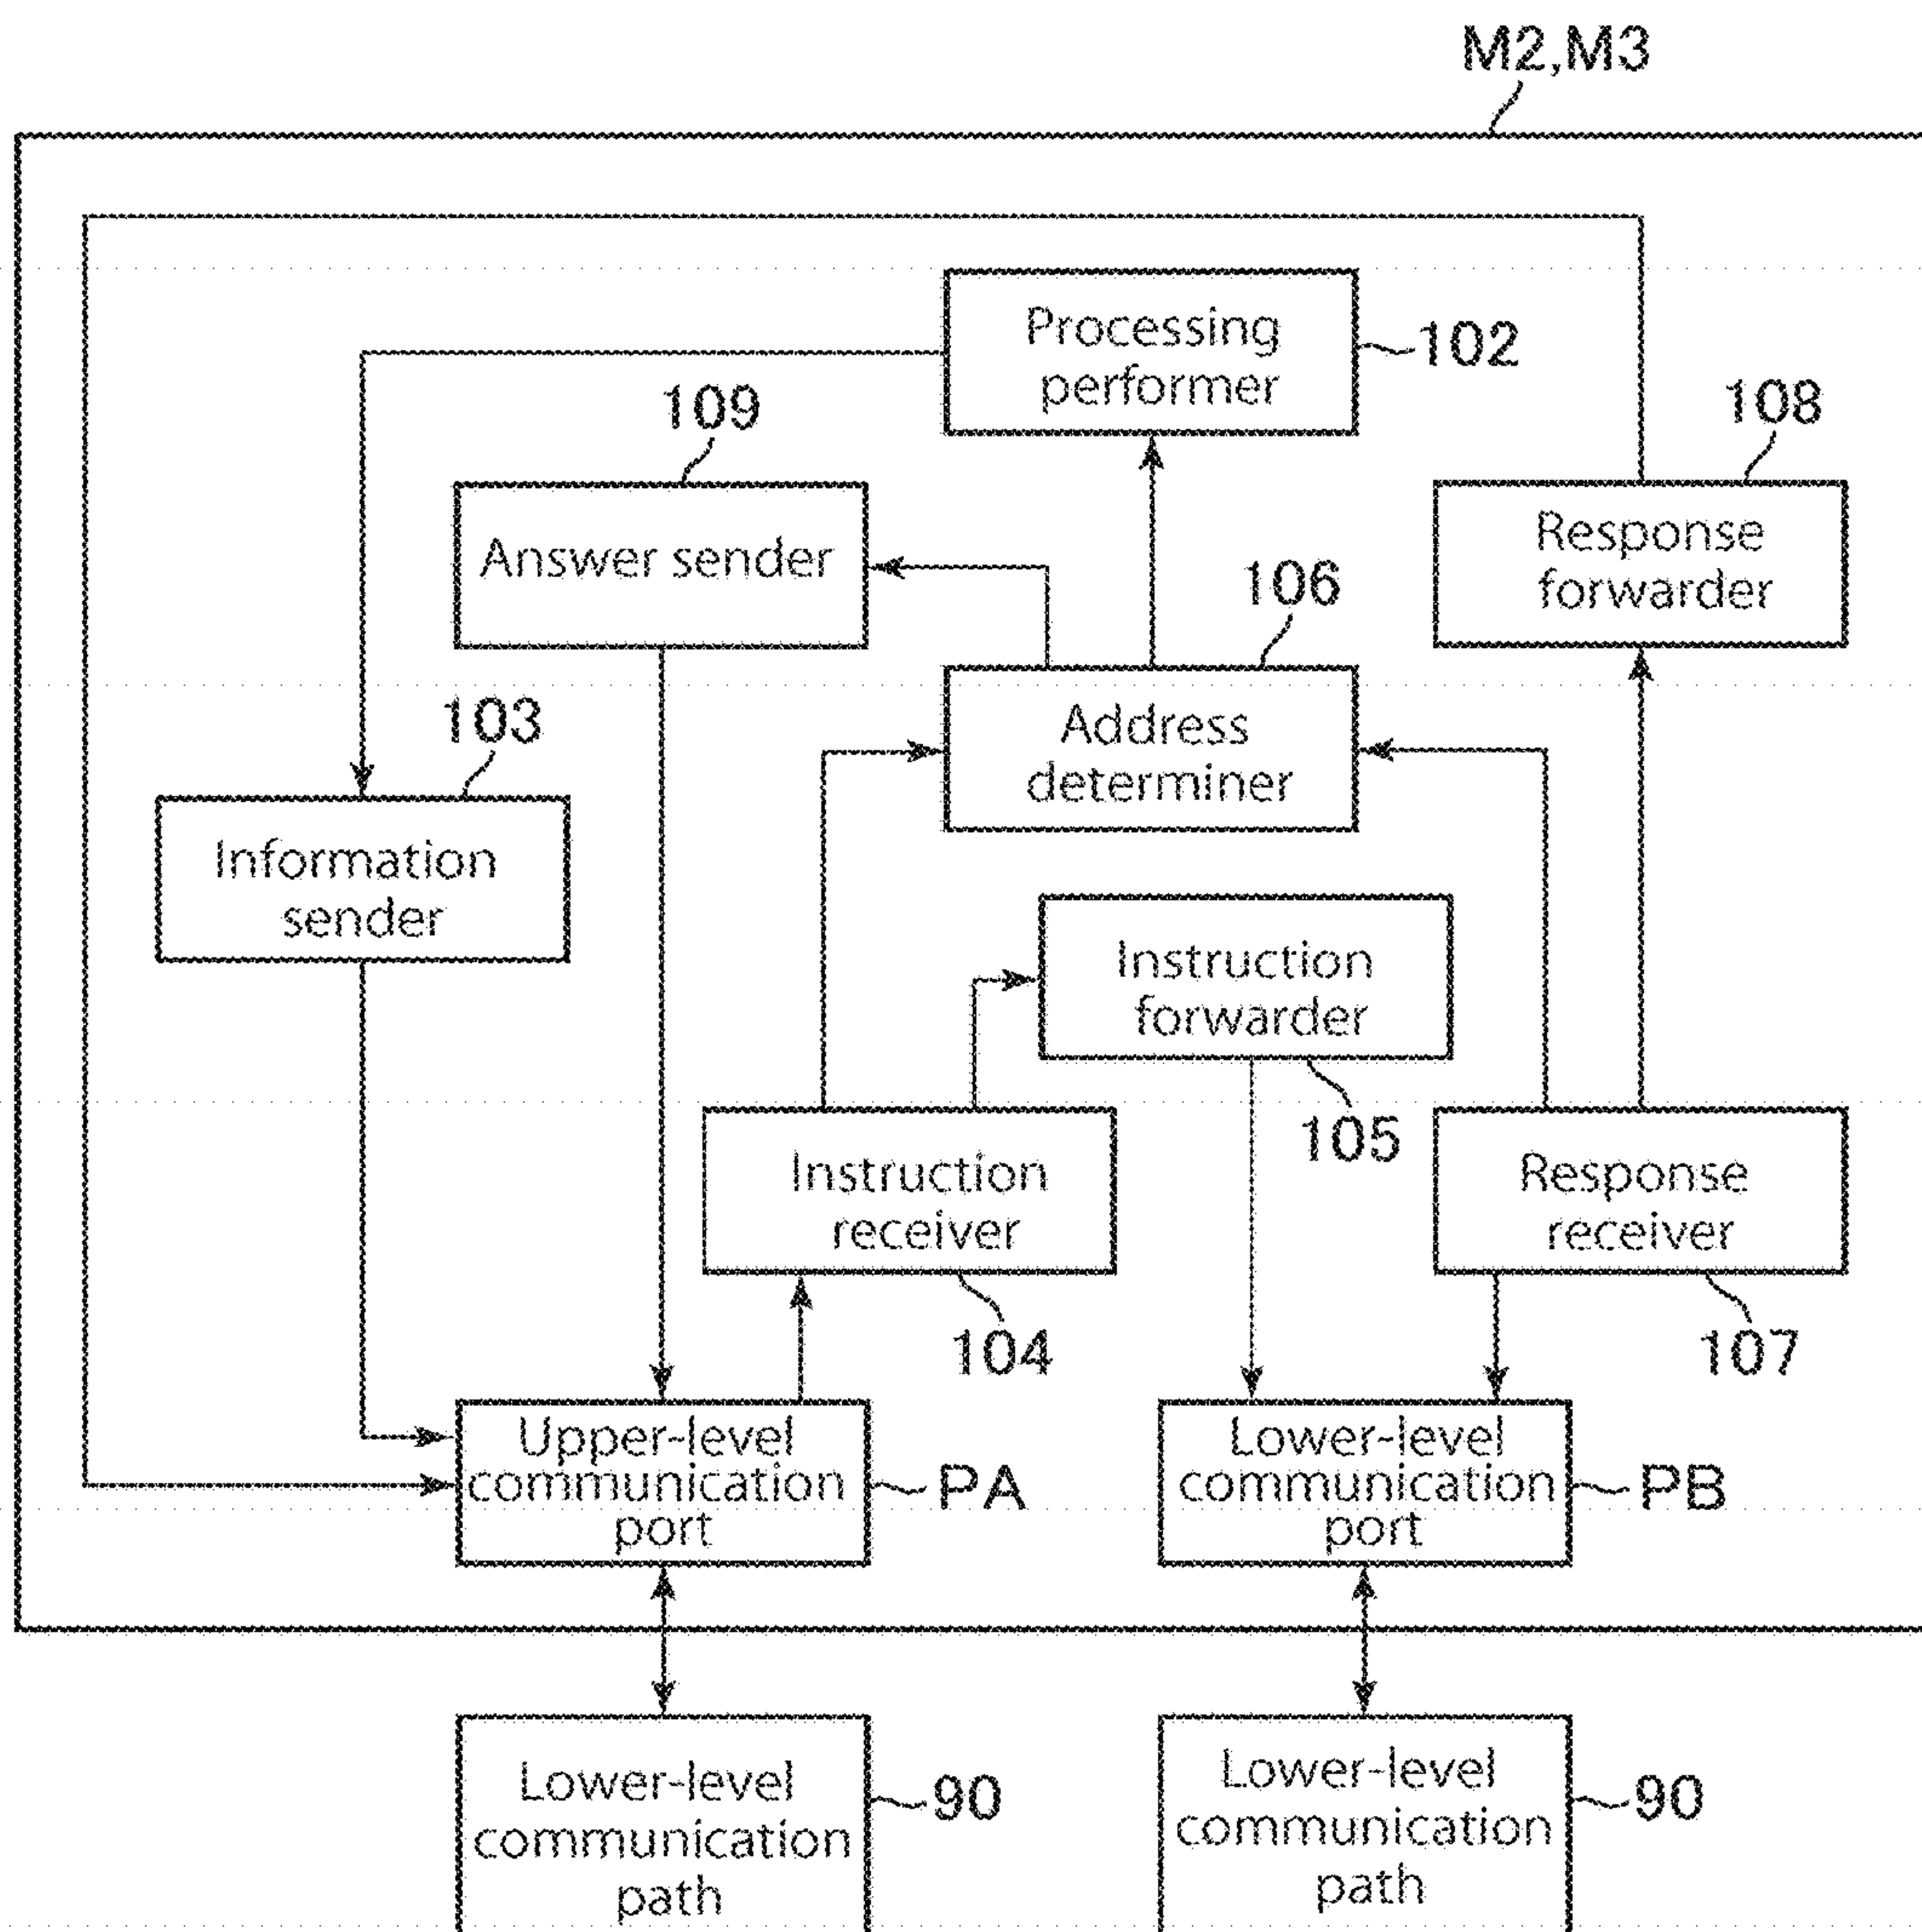 M2,M3
Processing
performer
102
109
108
Answer sender
Response
forwarder
106
103
Address
determiner
Information
sender
Instruction
forwarder
105
Instruction
receiver
Response
receiver
104
107
Upper-level
communication
port
PA
Lower-level
communication
port
PB
Lower-level
communication
path
90
Lower-level
communication
path
90